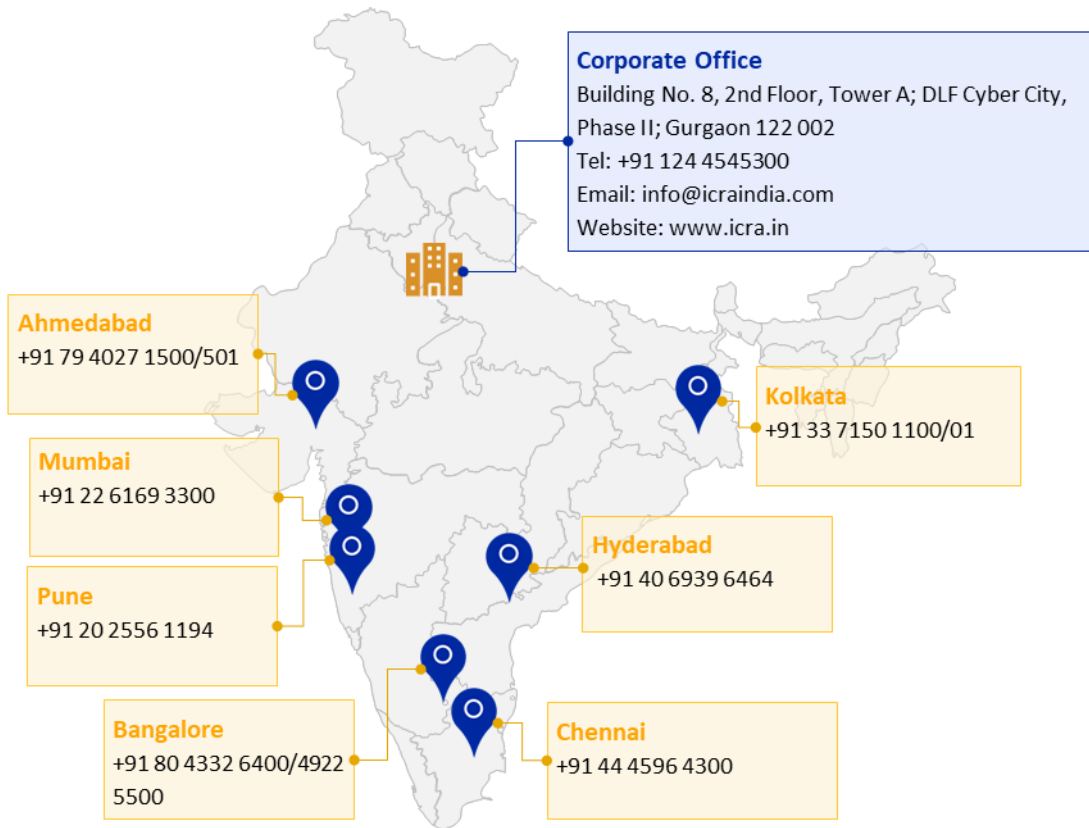 Corporate Office
Building No. 8, 2nd Floor, Tower A; DLF Cyber City,
Phase II; Gurgaon 122 002
Tel: +91 124 4545300
Email: info@icraindia.com
Website: www.icra.in
Ahmedabad
+91 79 4027 1500/501
Kolkata
+91 33 7150 1100/01
Mumbai
+91 22 6169 3300
Hyderabad
+91 40 6939 6464
Pune
+91 20 2556 1194
Bangalore
+91 80 4332 6400/4922
5500
Chennai
+91 44 4596 4300